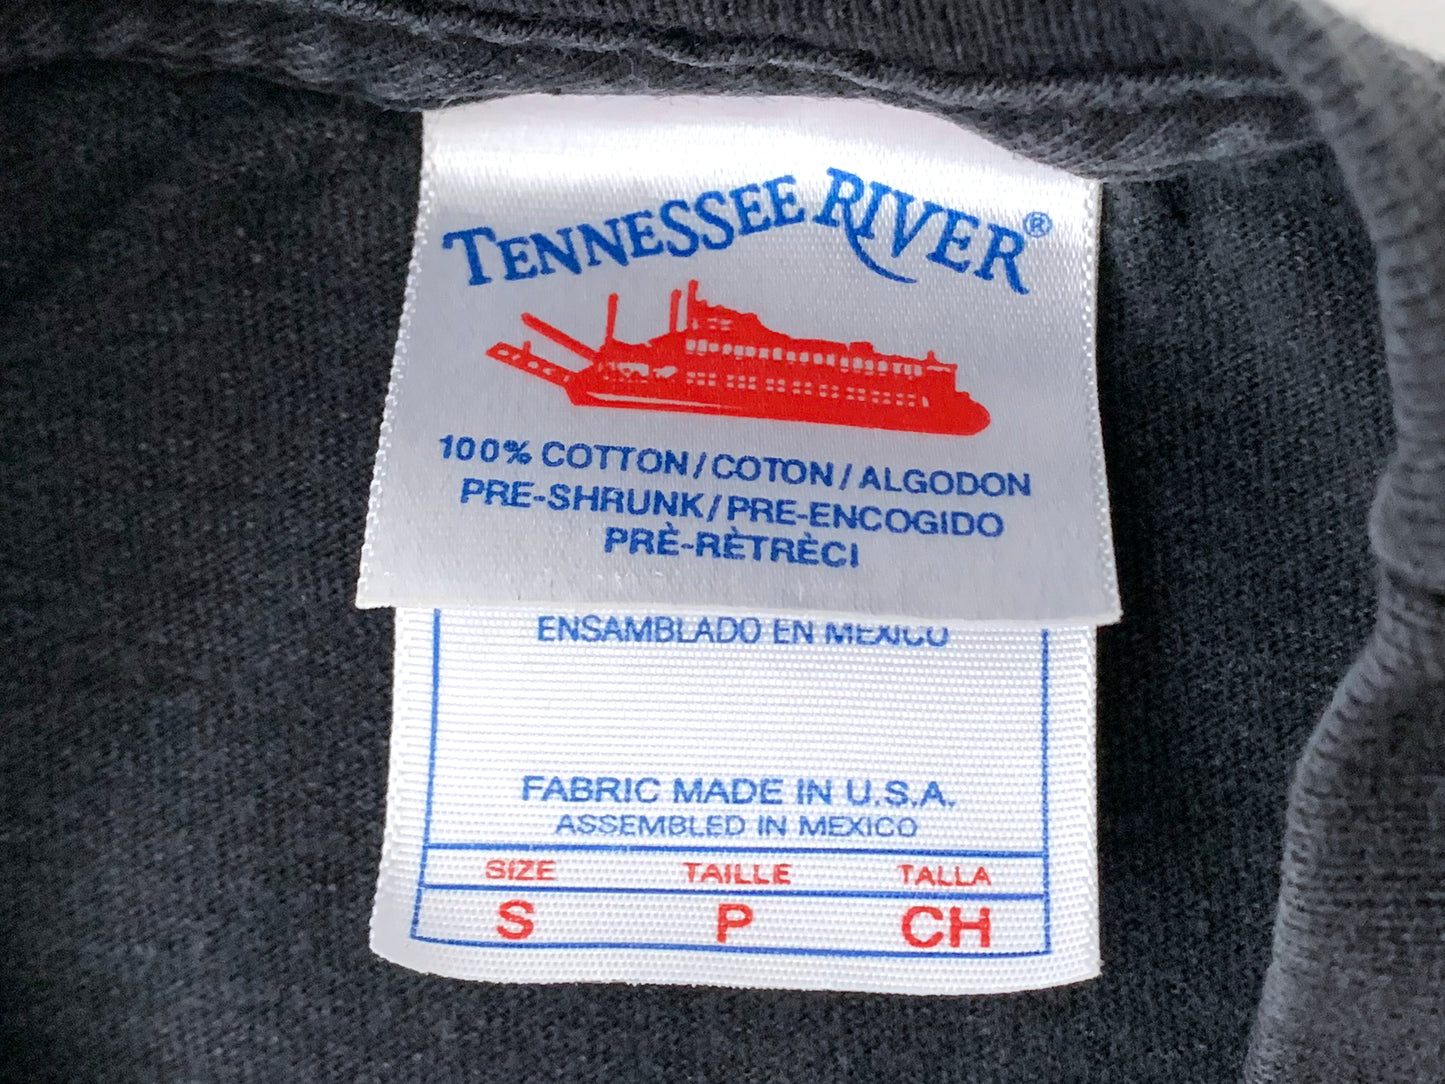 TENNESSEE RIVER®
100% COTTON/COTON/ALGODON
PRE-SHRUNK/PRE-ENCOGIDO
PRÈ-RÈTRÈCI
ENSAMBLADO EN MEXICO
FABRIC MADE IN U.S.A.
ASSEMBLED IN MEXICO
SIZE TAILLE TALLA
S P CH